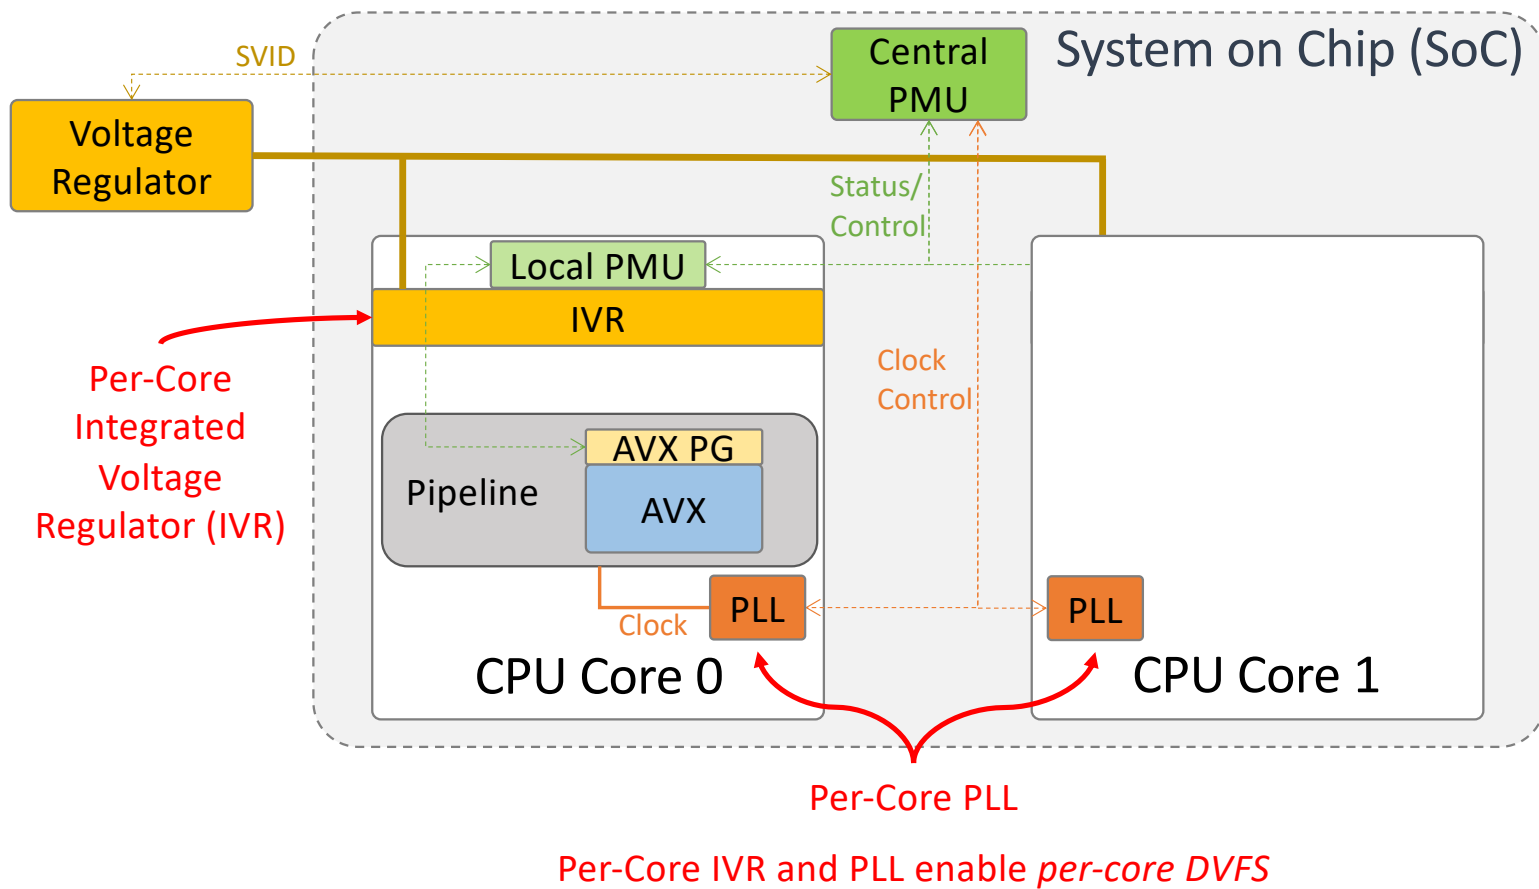 SVID
Central
PMU
System on Chip (SoC)
Voltage
Regulator
Status/
Control
Local PMU
IVR
Per-Core
Integrated
Voltage
Regulator (IVR)
Clock
Control
AVX PG
Pipeline
AVX
PLL
Clock
CPU Core 0
PLL
CPU Core 1
Per-Core PLL
Per-Core IVR and PLL enable per-core DVFS